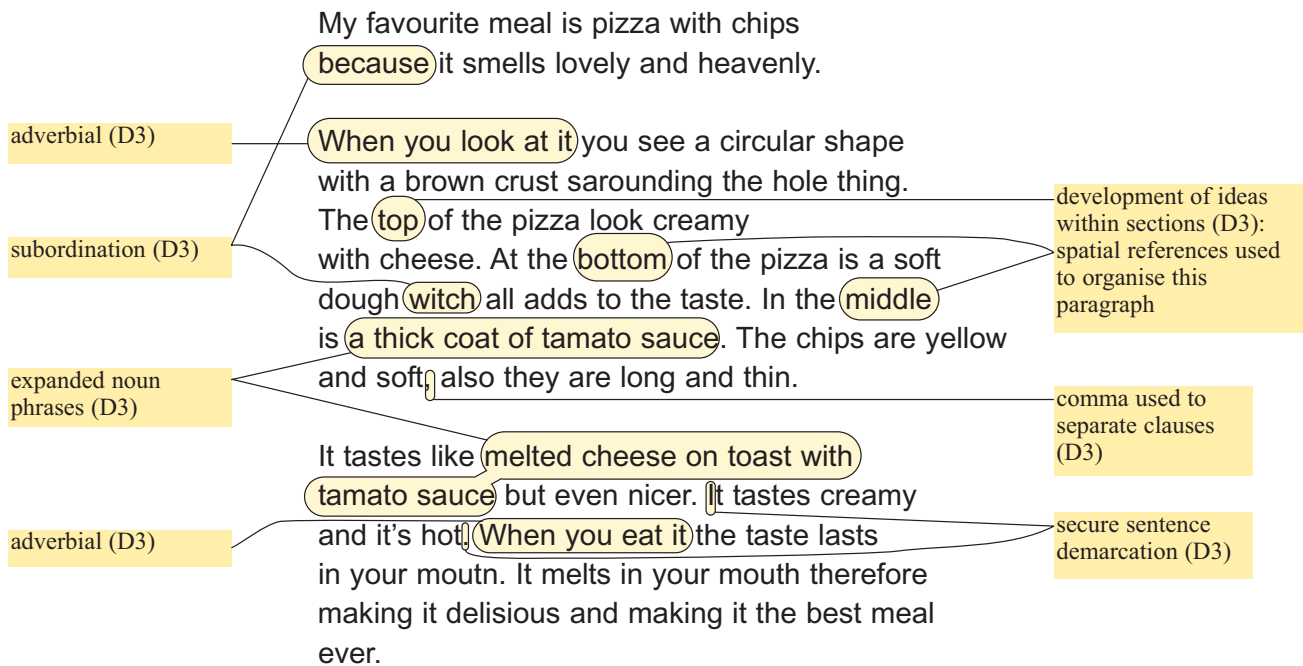 My favourite meal is pizza with chips
because it smells lovely and heavenly.
adverbial (D3)
When you look at it you see a circular shape
with a brown crust sarounding the hole thing.
The top of the pizza look creamy
with cheese. At the bottom of the pizza is a soft
dough witch all adds to the taste. In the middle
is a thick coat of tamato sauce. The chips are yellow
and soft, also they are long and thin.
subordination (D3)
development of ideas
within sections (D3):
spatial references used
to organise this
paragraph
expanded noun
phrases (D3)
comma used to
separate clauses
(D3)
It tastes like melted cheese on toast with
tamato sauce but even nicer. It tastes creamy
and it's hot. When you eat it the taste lasts
in your moutn. It melts in your mouth therefore
making it delisious and making it the best meal
ever.
adverbial (D3)
secure sentence
demarcation (D3)